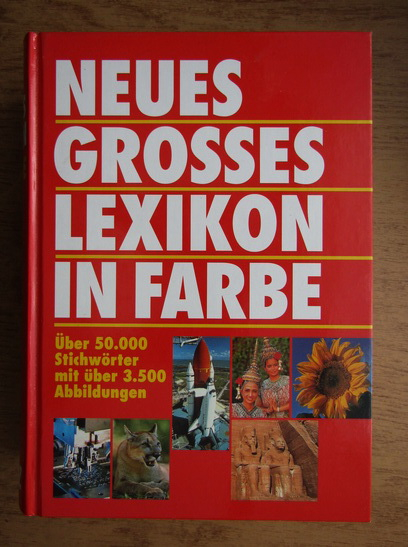 NEUES
GROSSES
LEXIKON
IN FARBE
Über 50.000
Stichwörter
mit über 3.500
Abbildungen